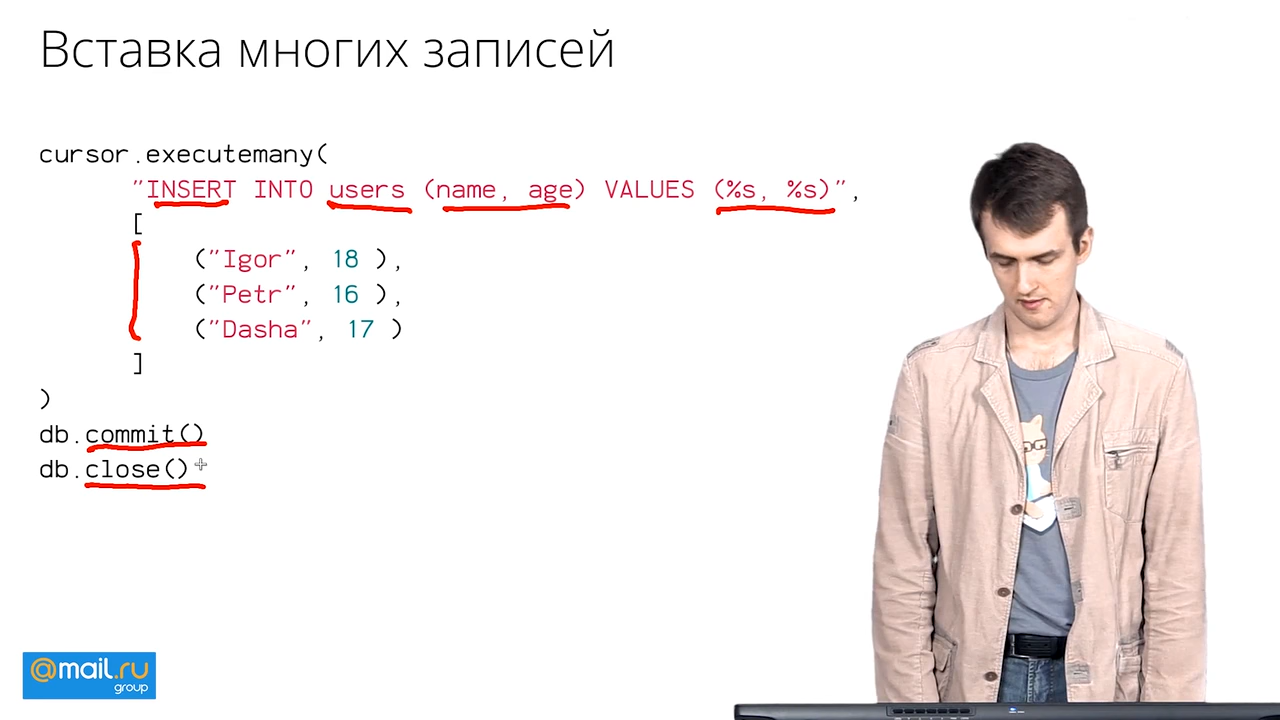 Вставка многих записей
cursor.executemany(
"INSERT INTO users (name, age) VALUES (%s, %s)",
[
("Igor", 18 ),
("Petr", 16 ),
("Dasha", 17 )
]
)
db.commit()
db.close()
@mail.ru
group